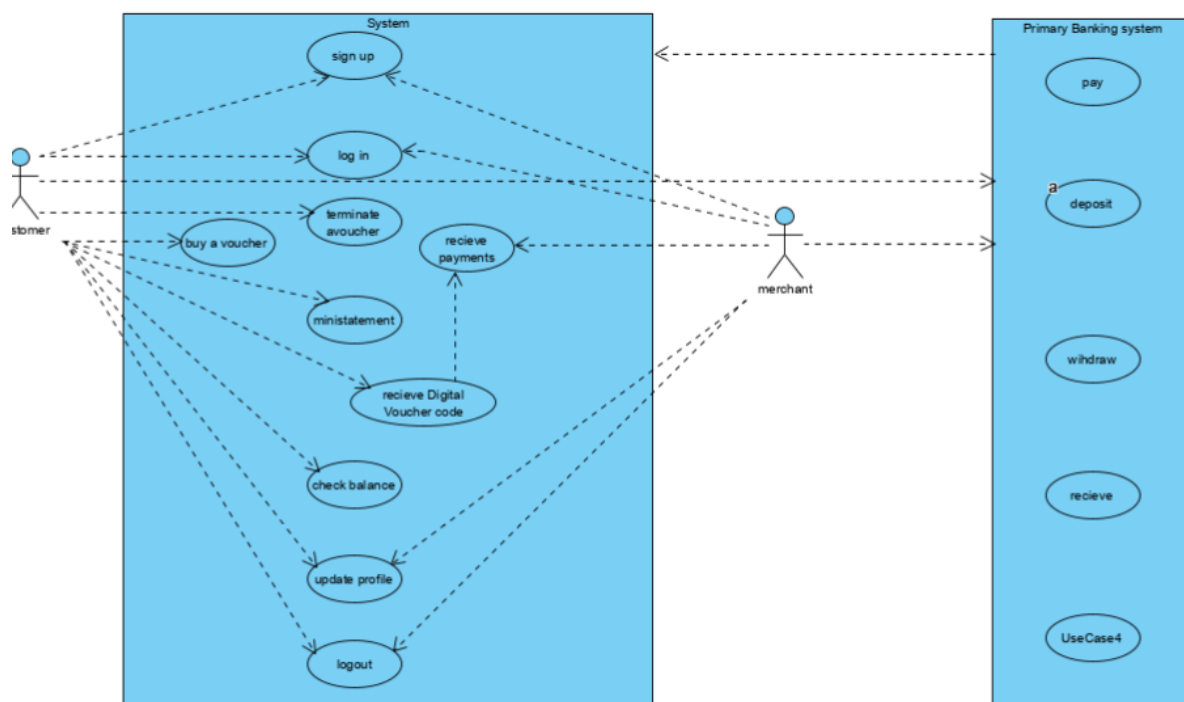 System
Primary Banking system
sign up
pay
log in
a
deposit
terminate
avoucher
stomer
buy a voucher
recieve
payments
merchant
ministatement
wihdraw
recieve Digital
Voucher code
check balance
recieve
update profile
UseCase4
logout